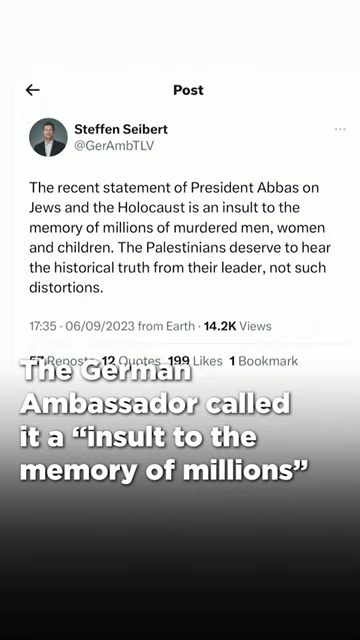 Post
Steffen Seibert
@GerAmbTLV
The recent statement of President Abbas on
Jews and the Holocaust is an insult to the
memory of millions of murdered men, women
and children. The Palestinians deserve to hear
the historical truth from their leader, not such
distortions.
17:35 · 06/09/2023 from Earth · 14.2K Views
57 Reposts 12 Quotes 199 Likes 1 Bookmark
The German
Ambassador called
it a “insult to the
memory of millions”